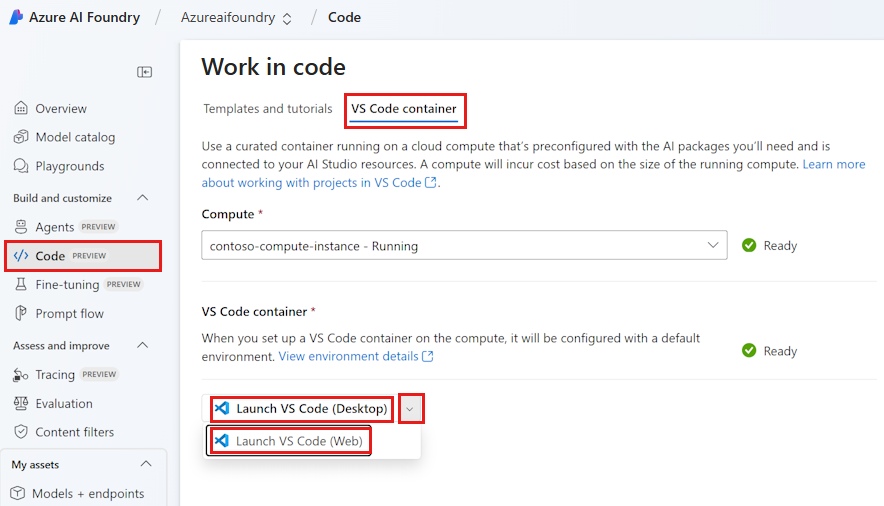 Azure AI Foundry / Azureaifoundry / Code
Overview
Model catalog
Playgrounds
Build and customize
Agents PREVIEW
Code PREVIEW
Fine-tuning PREVIEW
Prompt flow
Assess and improve
Tracing PREVIEW
Evaluation
Content filters
My assets
Models + endpoints
Work in code
Templates and tutorials VS Code container
Use a curated container running on a cloud compute that's preconfigured with the AI packages you'll need and is
connected to your AI Studio resources. A compute will incur cost based on the size of the running compute. Learn more
about working with projects in VS Code.
Compute *
contoso-compute-instance - Running Ready
VS Code container *
When you set up a VS Code container on the compute, it will be configured with a default
environment. View environment details
Ready
Launch VS Code (Desktop)
Launch VS Code (Web)